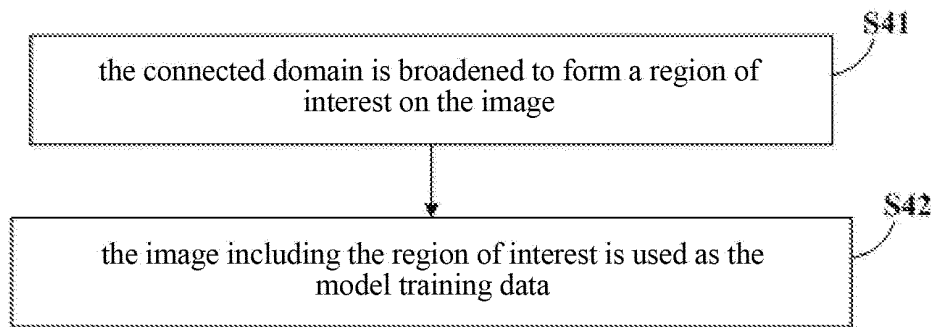 S41
the connected domain is broadened to form a region of
interest on the image
S42
the image including the region of interest is used as the
model training data